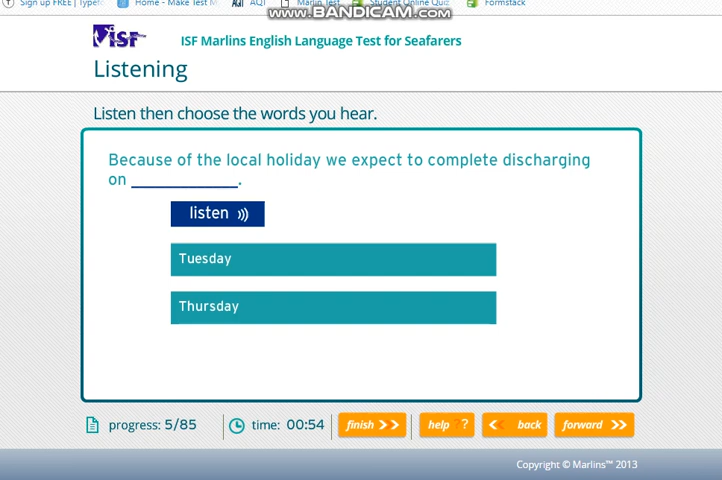 Sign up FREE | Typef
Home - Make Test M
AQI
AQT
Marlin Test
Student Online Quiz
Formstack
www.BANDICAM.com
ISF
ISF Marlins English Language Test for Seafarers
Listening
Listen then choose the words you hear.
Because of the local holiday we expect to complete discharging
on ____________.
listen
Tuesday
Thursday
progress: 5/85
time: 00:54
finish
help ??
back
forward
Copyright © Marlins™ 2013